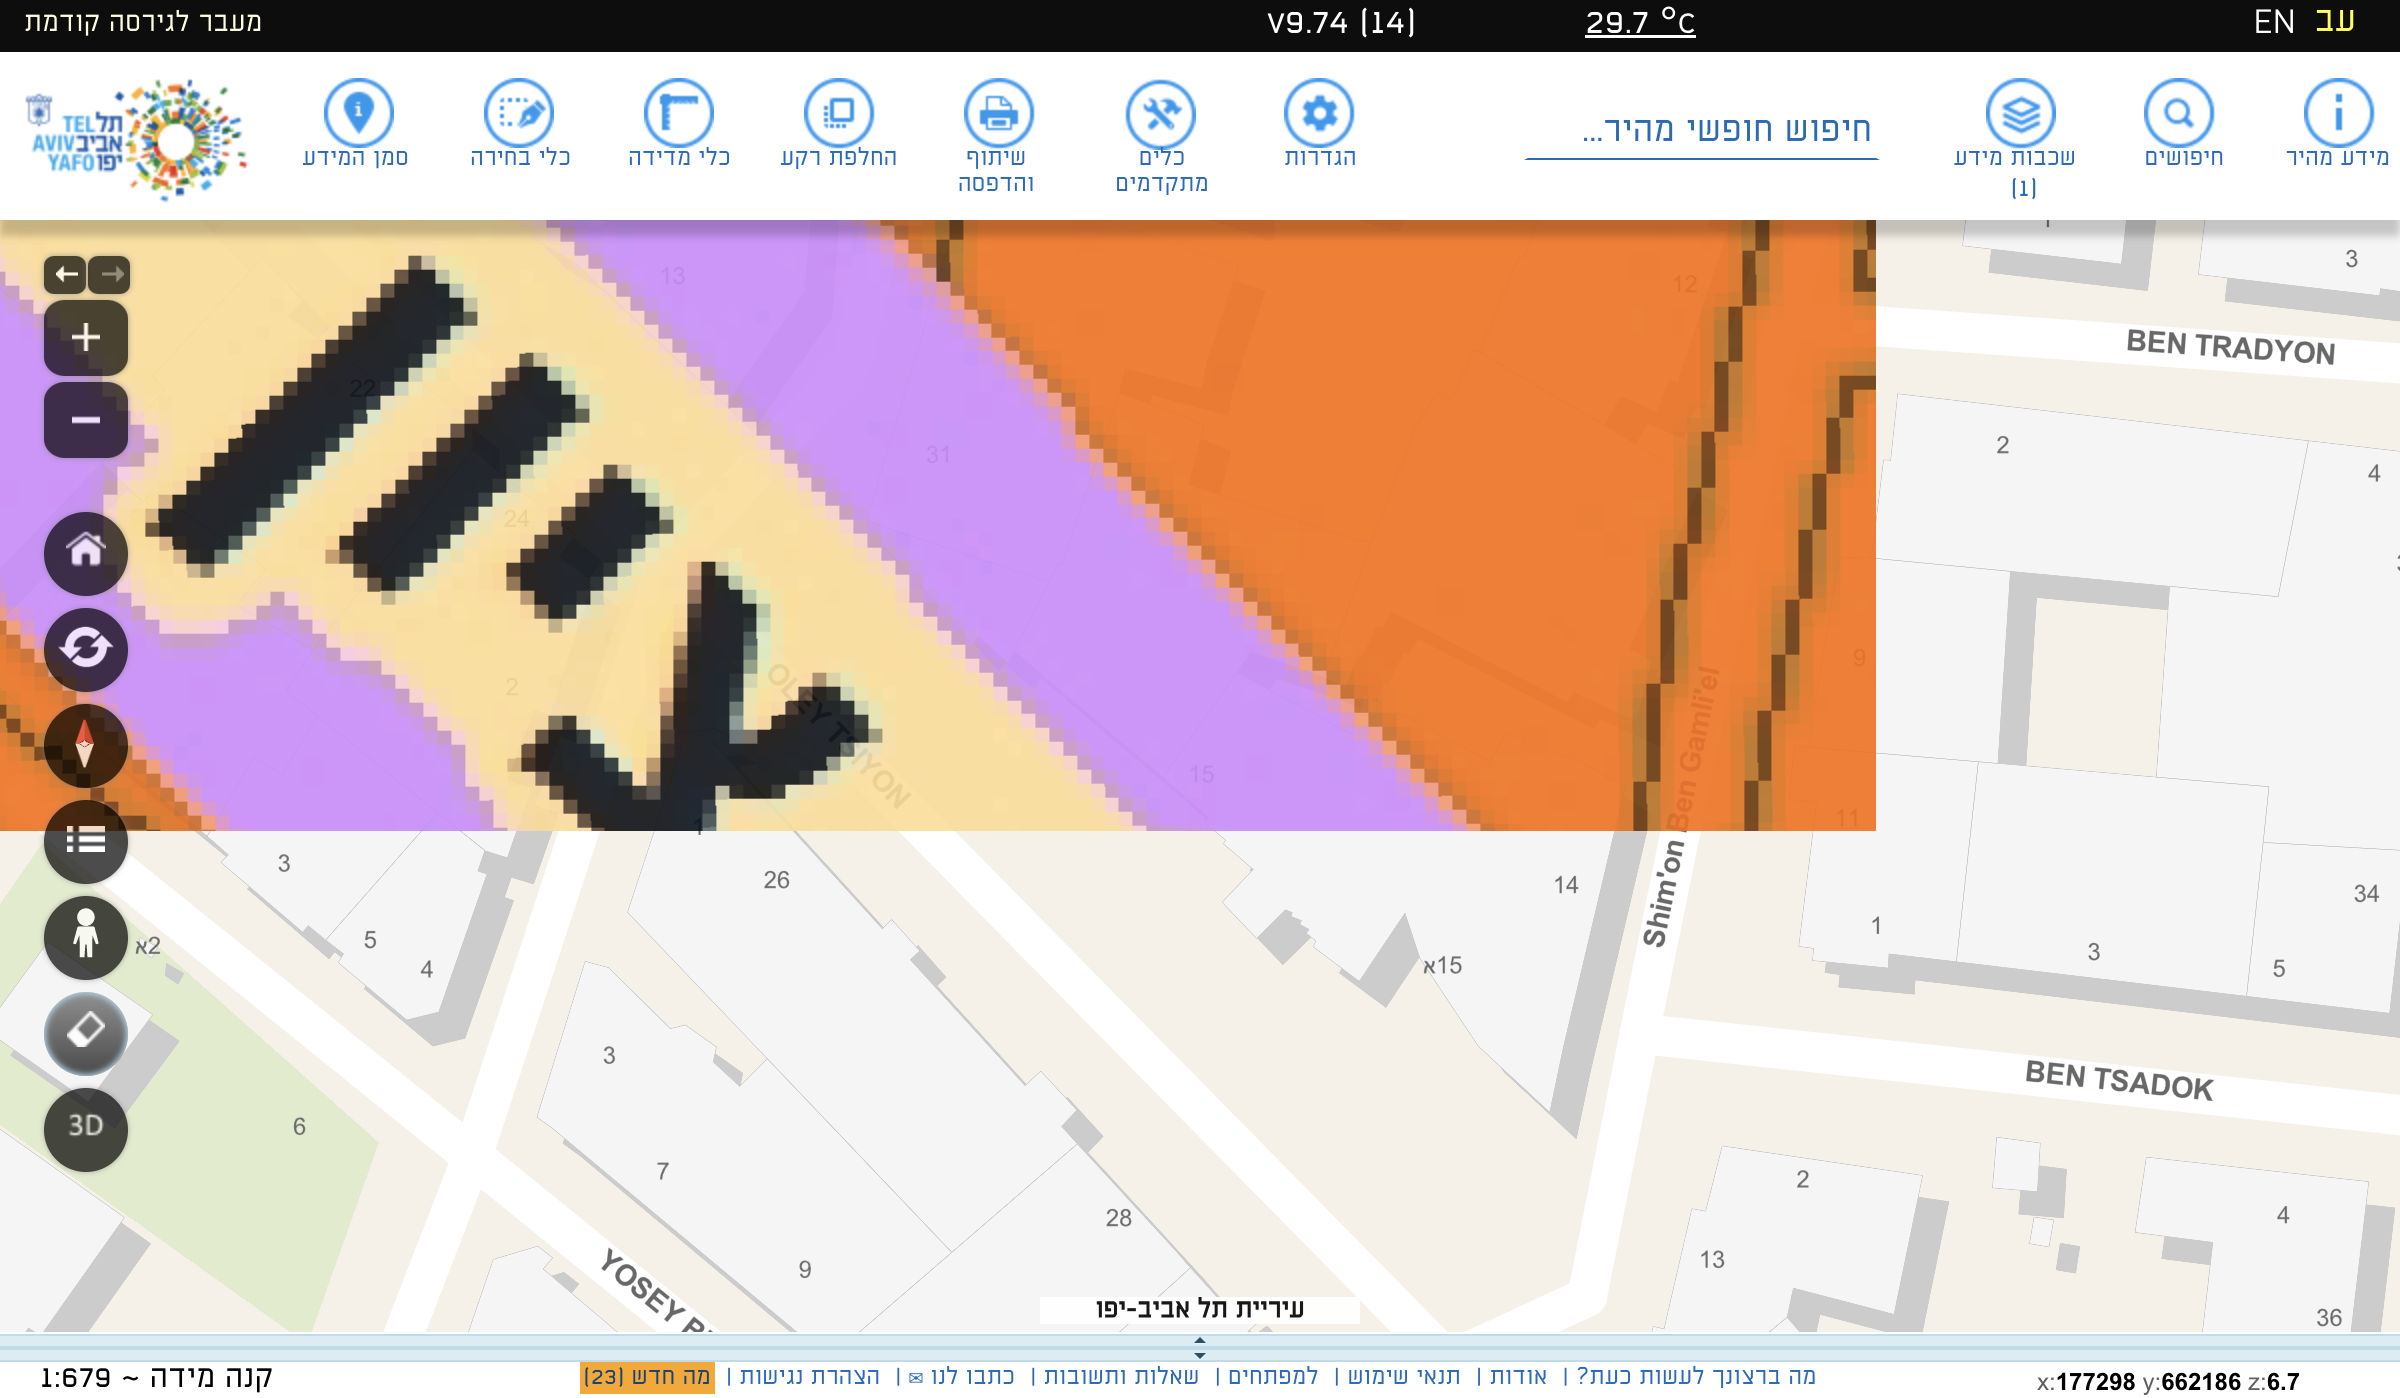 מעבר לגירסה קודמת
V9.74 (14)
29.7 °C
EN עב
תל אביב יפו
TEL AVIV YAFO
סמן המידע
כלי בחירה
כלי מדידה
החלפת רקע
שיתוף והדפסה
כלים מתקדמים
הגדרות
חיפוש חופשי מהיר...
שכבות מידע (1)
חיפושים
מידע מהיר
13
12
3
BEN TRADYON
22
31
2
4
24
2
9
OLEY TSIYON
Shim'on Ben Gamli'el
15
11
1
3
26
14
34
5
2א
4
15א
1
3
5
3
BEN TSADOK
6
7
2
28
4
13
9
YOSEY
36
3D
עיריית תל אביב-יפו
קנה מידה ~ 1:679
מה ברצונך לעשות כעת? | אודות | תנאי שימוש | למפתחים | שאלות ותשובות | כתבו לנו ✉ | הצהרת נגישות | מה חדש (23)
x:177298 y:662186 z:6.7